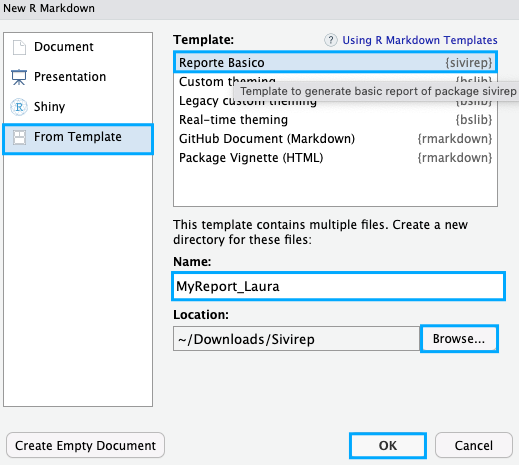 New R Markdown
Document
Presentation
Shiny
From Template
Template:
Using R Markdown Templates
Reporte Basico {sivirep}
Custom theming {bslib}
Template to generate basic report of package sivirep
Legacy custom theming {bslib}
Real-time theming {bslib}
GitHub Document (Markdown) {rmarkdown}
Package Vignette (HTML) {rmarkdown}
This template contains multiple files. Create a new
directory for these files:
Name:
MyReport_Laura
Location:
~/Downloads/Sivirep
Browse...
Create Empty Document
OK
Cancel